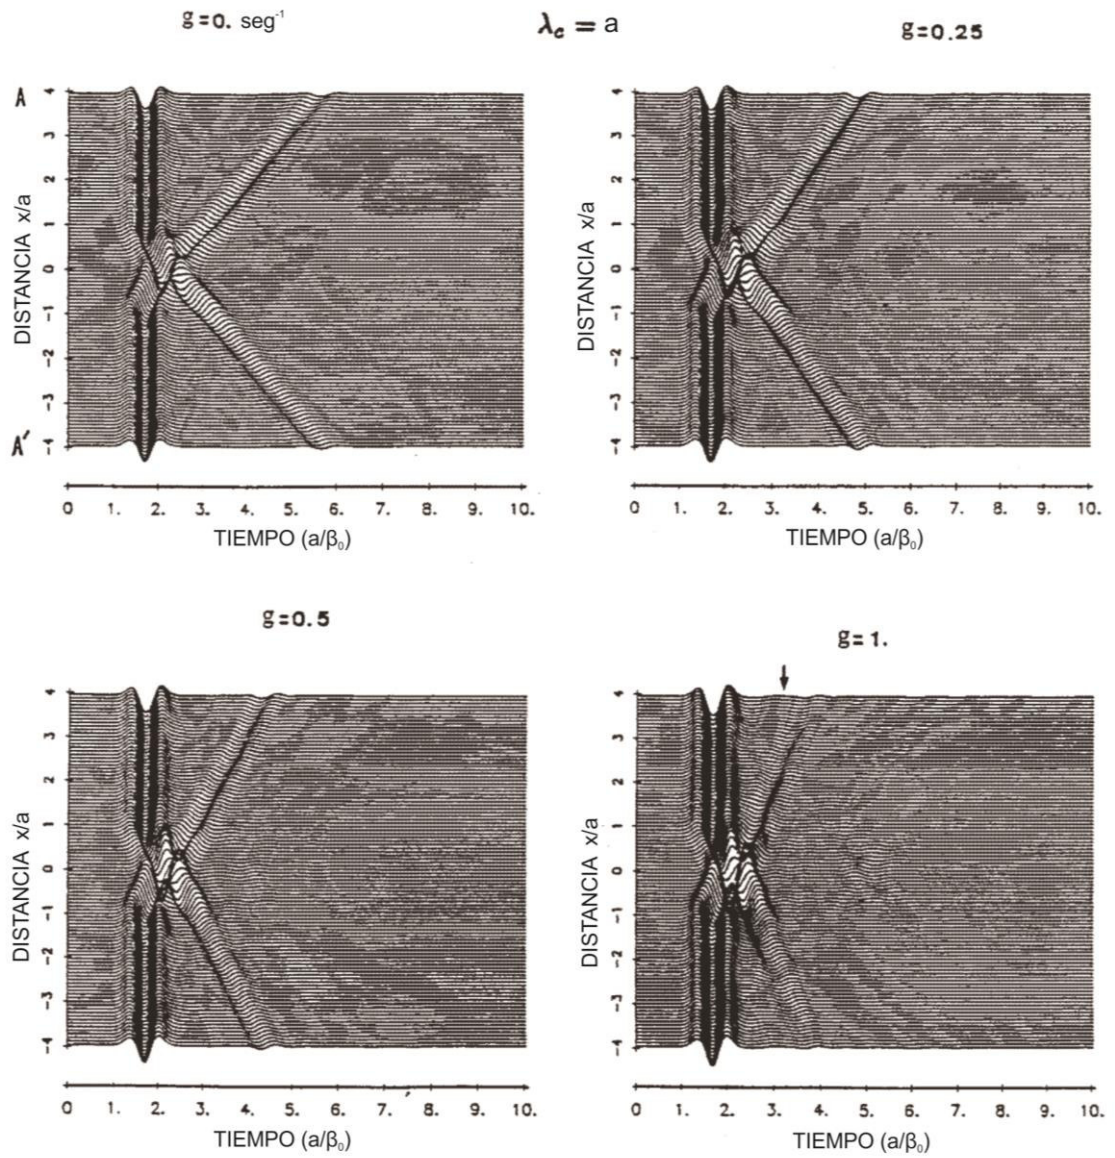 g=0. seg⁻¹
λc = a
g=0.25
A
4
3
2
1
0
-1
-2
-3
-4
A′
DISTANCIA x/a
0 1. 2. 3. 4. 5. 6. 7. 8. 9. 10.
TIEMPO (a/β₀)
4
3
2
1
0
-1
-2
-3
-4
DISTANCIA x/a
0 1. 2. 3. 4. 5. 6. 7. 8. 9. 10.
TIEMPO (a/β₀)
g=0.5
g=1.
4
3
2
1
0
-1
-2
-3
-4
DISTANCIA x/a
0 1. 2. 3. 4. 5. 6. 7. 8. 9. 10.
TIEMPO (a/β₀)
4
3
2
1
0
-1
-2
-3
-4
DISTANCIA x/a
0 1. 2. 3. 4. 5. 6. 7. 8. 9. 10.
TIEMPO (a/β₀)